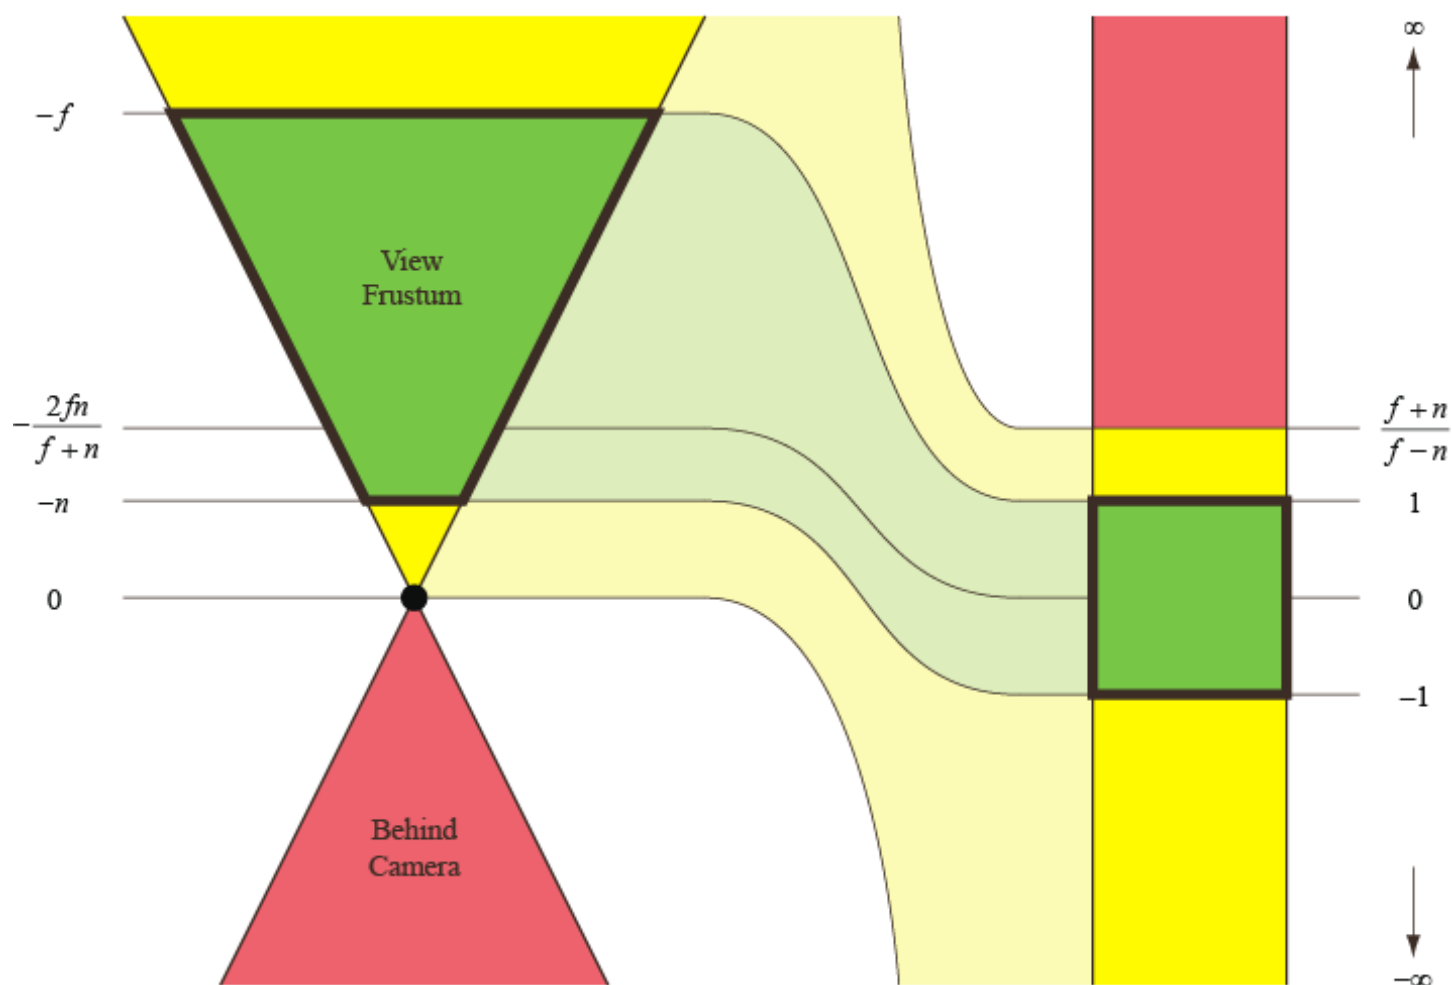 ∞
−f
View
Frustum
−2fn/(f + n)
(f + n)/(f − n)
−n
1
0
0
−1
Behind
Camera
−∞